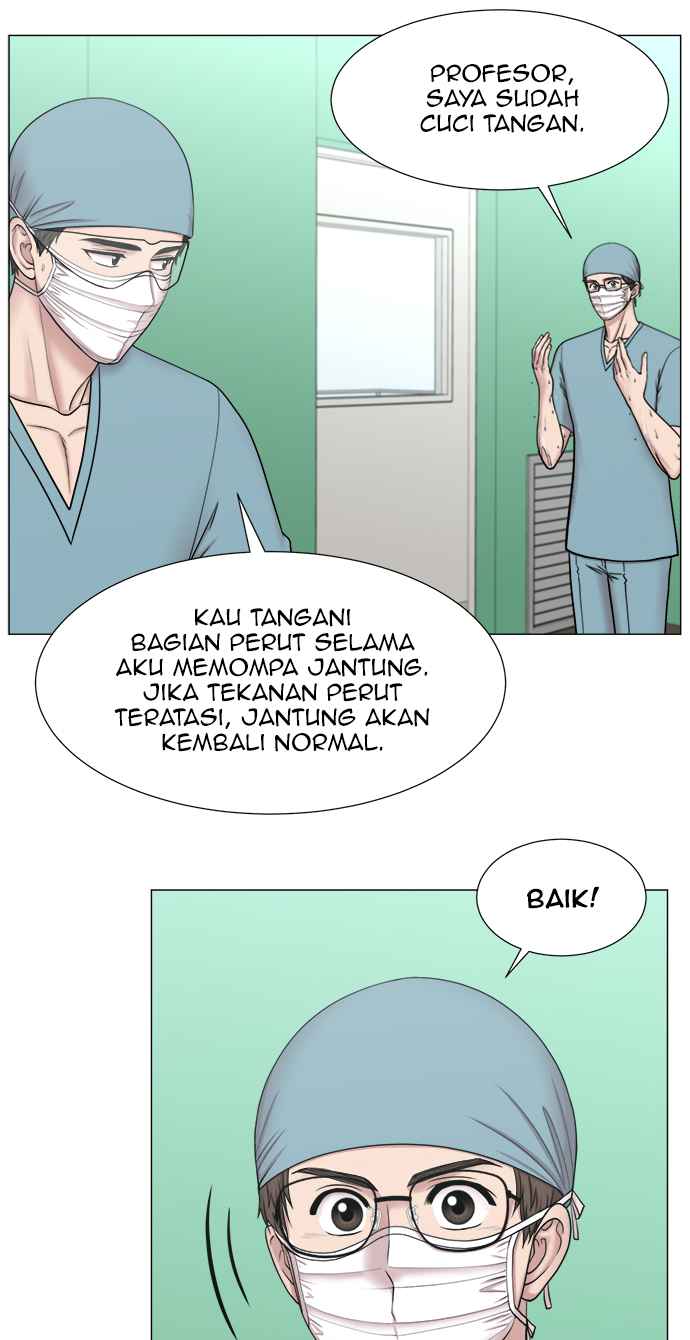 PROFESOR,
SAYA SUDAH
CUCI TANGAN.
KAU TANGANI
BAGIAN PERUT SELAMA
AKU MEMOMPA JANTUNG.
JIKA TEKANAN PERUT
TERATASI, JANTUNG AKAN
KEMBALI NORMAL.
BAIK!